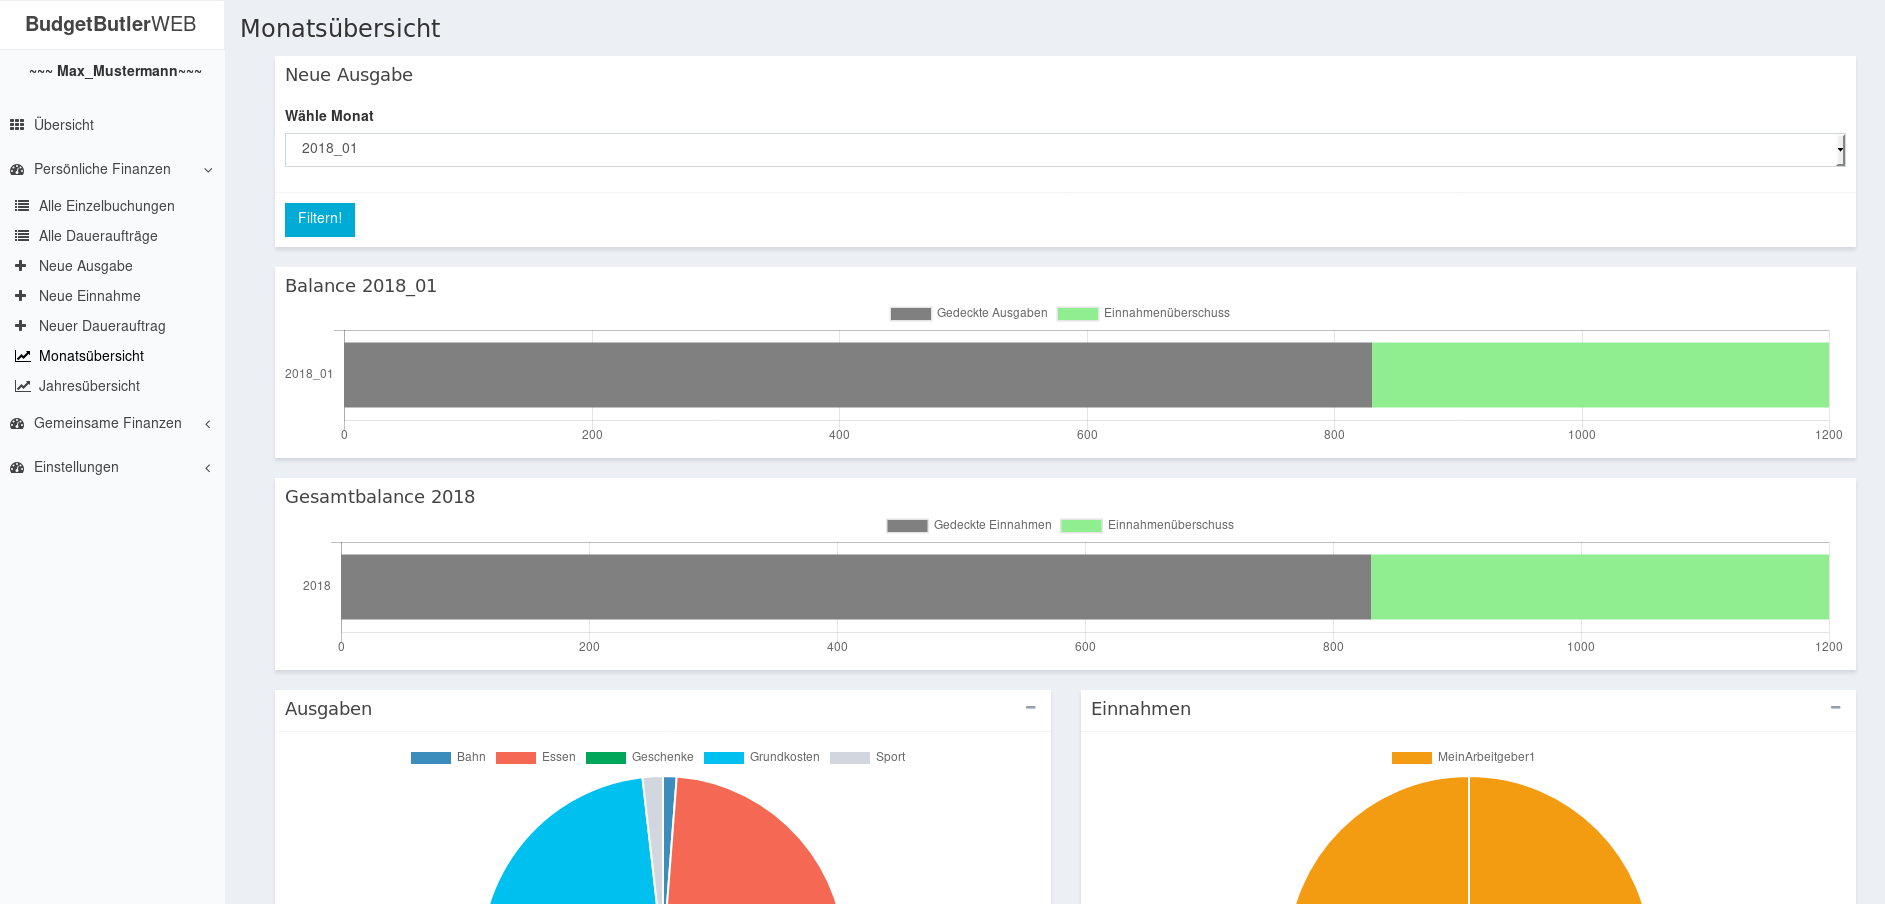 BudgetButlerWEB
~~~ Max_Mustermann~~~
Übersicht
Persönliche Finanzen
Alle Einzelbuchungen
Alle Daueraufträge
Neue Ausgabe
Neue Einnahme
Neuer Dauerauftrag
Monatsübersicht
Jahresübersicht
Gemeinsame Finanzen
Einstellungen
Monatsübersicht
Neue Ausgabe
Wähle Monat
2018_01
Filtern!
Balance 2018_01
Gedeckte Ausgaben Einnahmenüberschuss
2018_01
0 200 400 600 800 1000 1200
Gesamtbalance 2018
Gedeckte Einnahmen Einnahmenüberschuss
2018
0 200 400 600 800 1000 1200
Ausgaben
Bahn Essen Geschenke Grundkosten Sport
Einnahmen
MeinArbeitgeber1